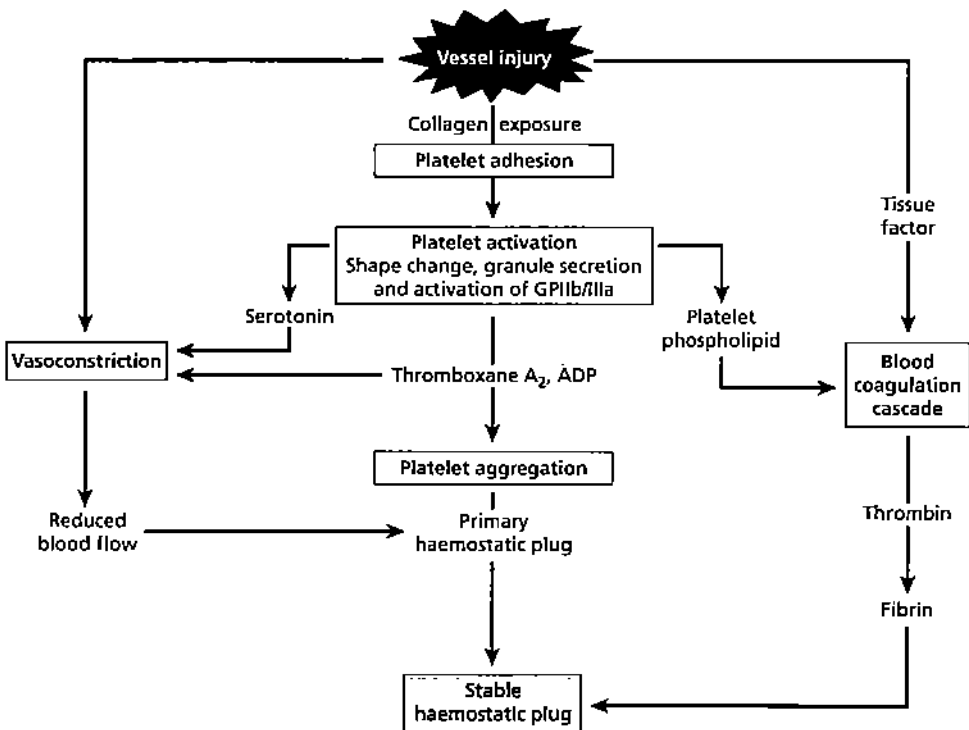 Vessel injury
Collagen exposure
Platelet adhesion
Tissue
factor
Platelet activation
Shape change, granule secretion
and activation of GPIIb/IIIa
Serotonin
Platelet
phospholipid
Vasoconstriction
Thromboxane A₂, ADP
Blood
coagulation
cascade
Platelet aggregation
Reduced
blood flow
Primary
haemostatic plug
Thrombin
Fibrin
Stable
haemostatic plug